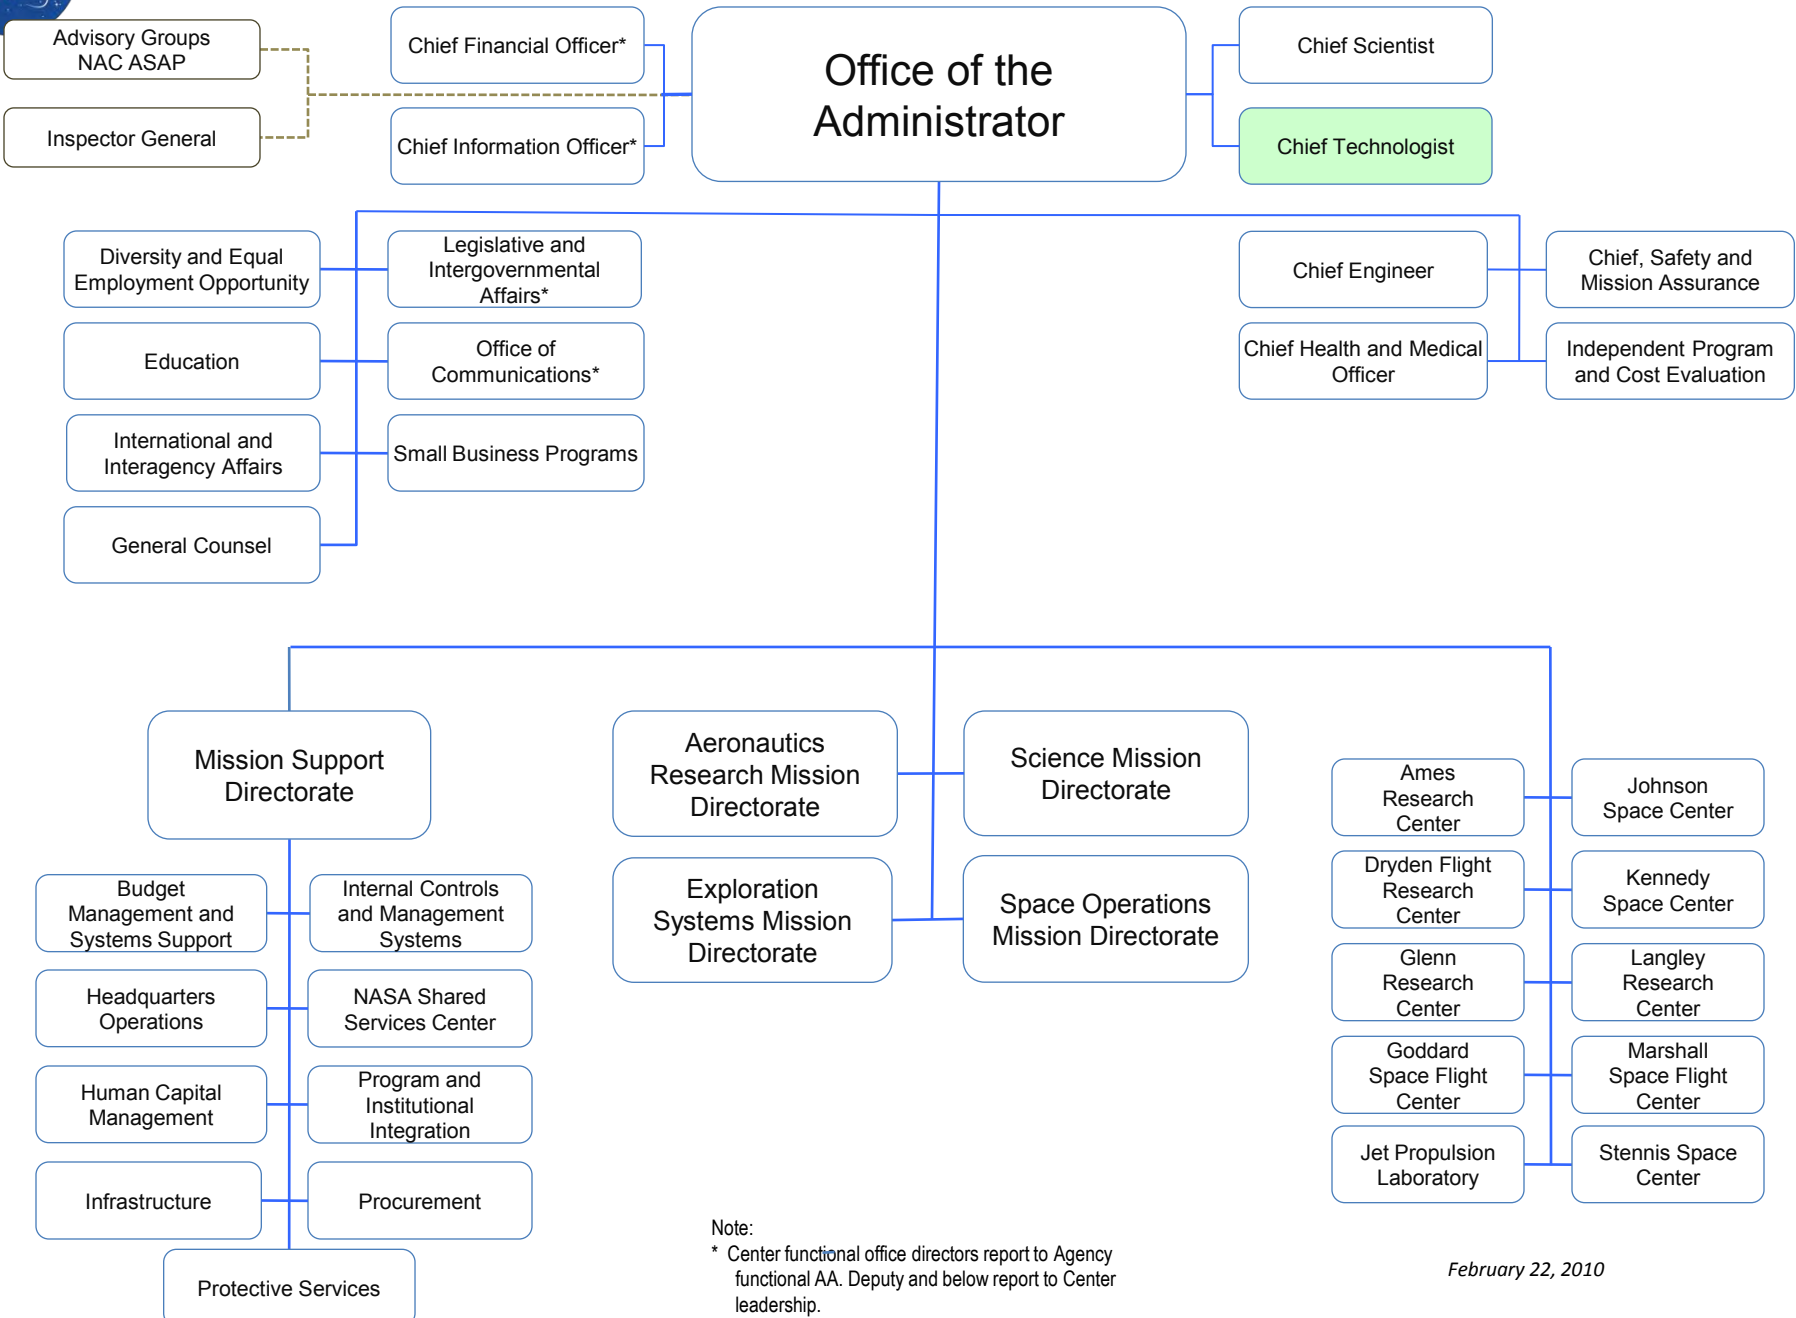 Advisory Groups
NAC ASAP
Inspector General
Chief Financial Officer*
Chief Information Officer*
Office of the
Administrator
Chief Scientist
Chief Technologist
Diversity and Equal
Employment Opportunity
Legislative and
Intergovernmental
Affairs*
Education
Office of
Communications*
International and
Interagency Affairs
Small Business Programs
General Counsel
Chief Engineer
Chief, Safety and
Mission Assurance
Chief Health and Medical
Officer
Independent Program
and Cost Evaluation
Mission Support
Directorate
Budget
Management and
Systems Support
Internal Controls
and Management
Systems
Headquarters
Operations
NASA Shared
Services Center
Human Capital
Management
Program and
Institutional
Integration
Infrastructure
Procurement
Protective Services
Aeronautics
Research Mission
Directorate
Science Mission
Directorate
Exploration
Systems Mission
Directorate
Space Operations
Mission Directorate
Ames
Research
Center
Johnson
Space Center
Dryden Flight
Research
Center
Kennedy
Space Center
Glenn
Research
Center
Langley
Research
Center
Goddard
Space Flight
Center
Marshall
Space Flight
Center
Jet Propulsion
Laboratory
Stennis Space
Center
Note:
* Center functional office directors report to Agency
functional AA. Deputy and below report to Center
leadership.
February 22, 2010